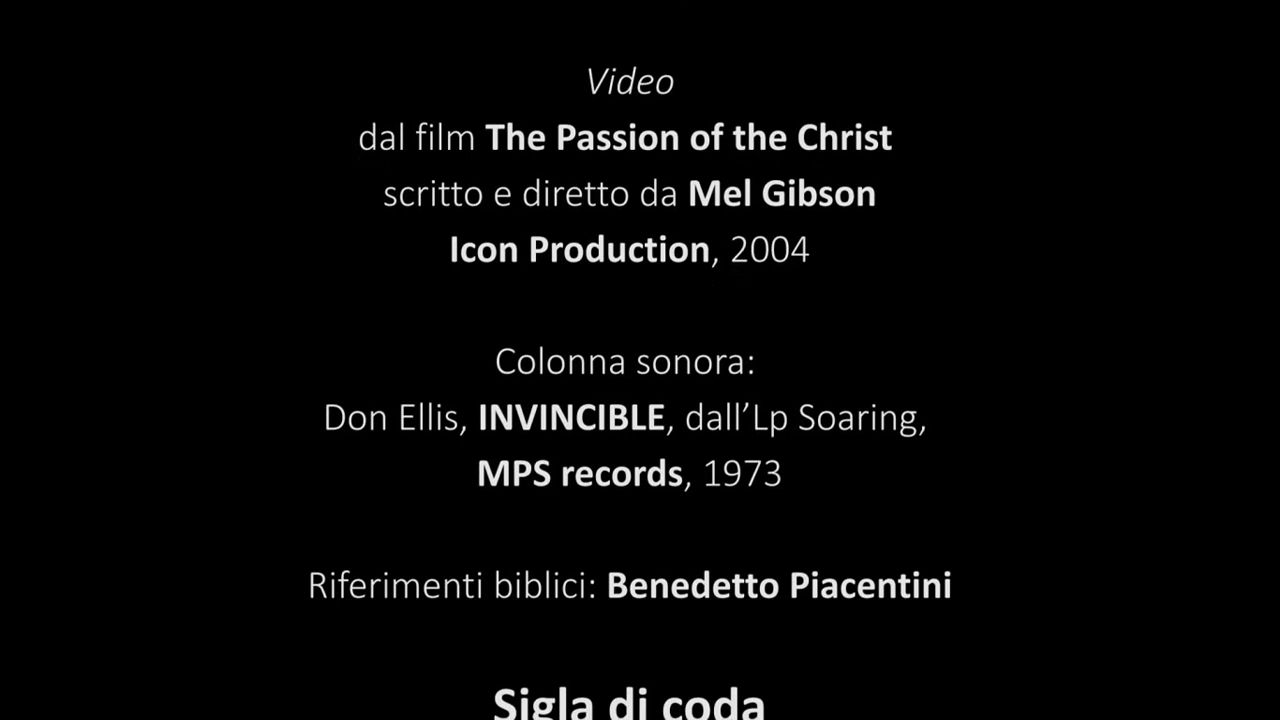 Video
dal film The Passion of the Christ
scritto e diretto da Mel Gibson
Icon Production, 2004
Colonna sonora:
Don Ellis, INVINCIBLE, dall’Lp Soaring,
MPS records, 1973
Riferimenti biblici: Benedetto Piacentini
Sigla di coda